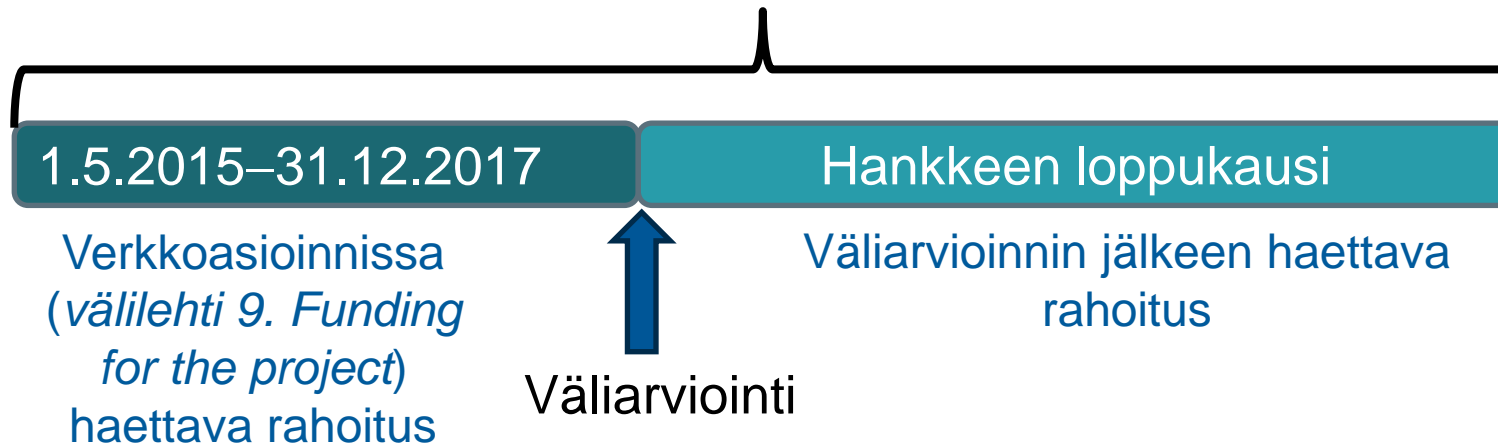 1.5.2015–31.12.2017
Hankkeen loppukausi
Verkkoasioinnissa
(välilehti 9. Funding
for the project)
haettava rahoitus
Väliarviointi
Väliarvioinnin jälkeen haettava
rahoitus